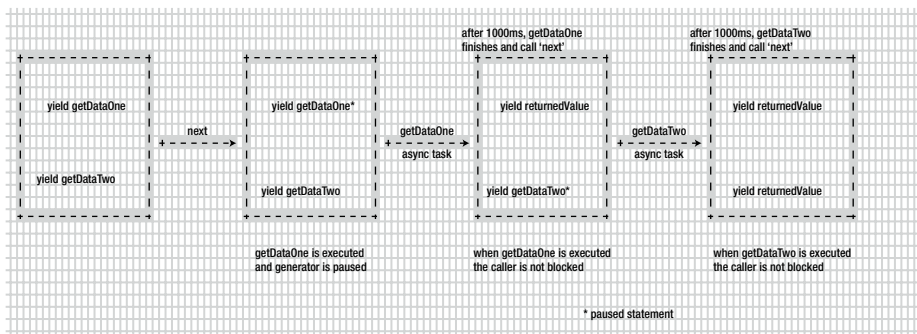 after 1000ms, getDataOne
finishes and call ‘next’
after 1000ms, getDataTwo
finishes and call ‘next’
yield getDataOne
yield getDataTwo
next
yield getDataOne*
yield getDataTwo
getDataOne
async task
yield returnedValue
yield getDataTwo*
getDataTwo
async task
yield returnedValue
yield returnedValue
getDataOne is executed
and generator is paused
when getDataOne is executed
the caller is not blocked
when getDataTwo is executed
the caller is not blocked
* paused statement